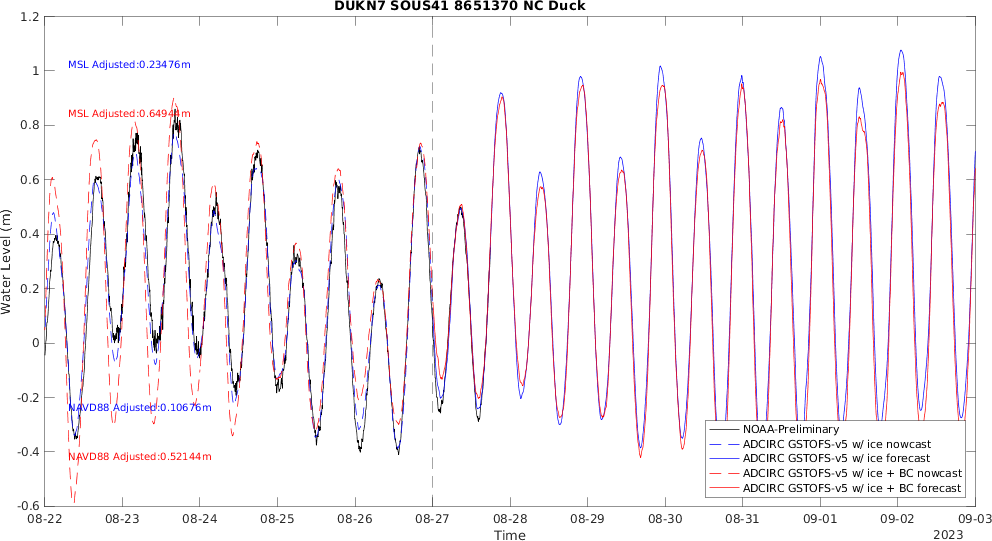 DUKN7 SOUS41 8651370 NC Duck
1.2
1
0.8
0.6
0.4
0.2
0
-0.2
-0.4
-0.6
Water Level (m)
MSL Adjusted:0.23476m
MSL Adjusted:0.64944m
NAVD88 Adjusted:0.10676m
NAVD88 Adjusted:0.52144m
NOAA-Preliminary
ADCIRC GSTOFS-v5 w/ ice nowcast
ADCIRC GSTOFS-v5 w/ ice forecast
ADCIRC GSTOFS-v5 w/ ice + BC nowcast
ADCIRC GSTOFS-v5 w/ ice + BC forecast
08-22 08-23 08-24 08-25 08-26 08-27 08-28 08-29 08-30 08-31 09-01 09-02 09-03
Time
2023